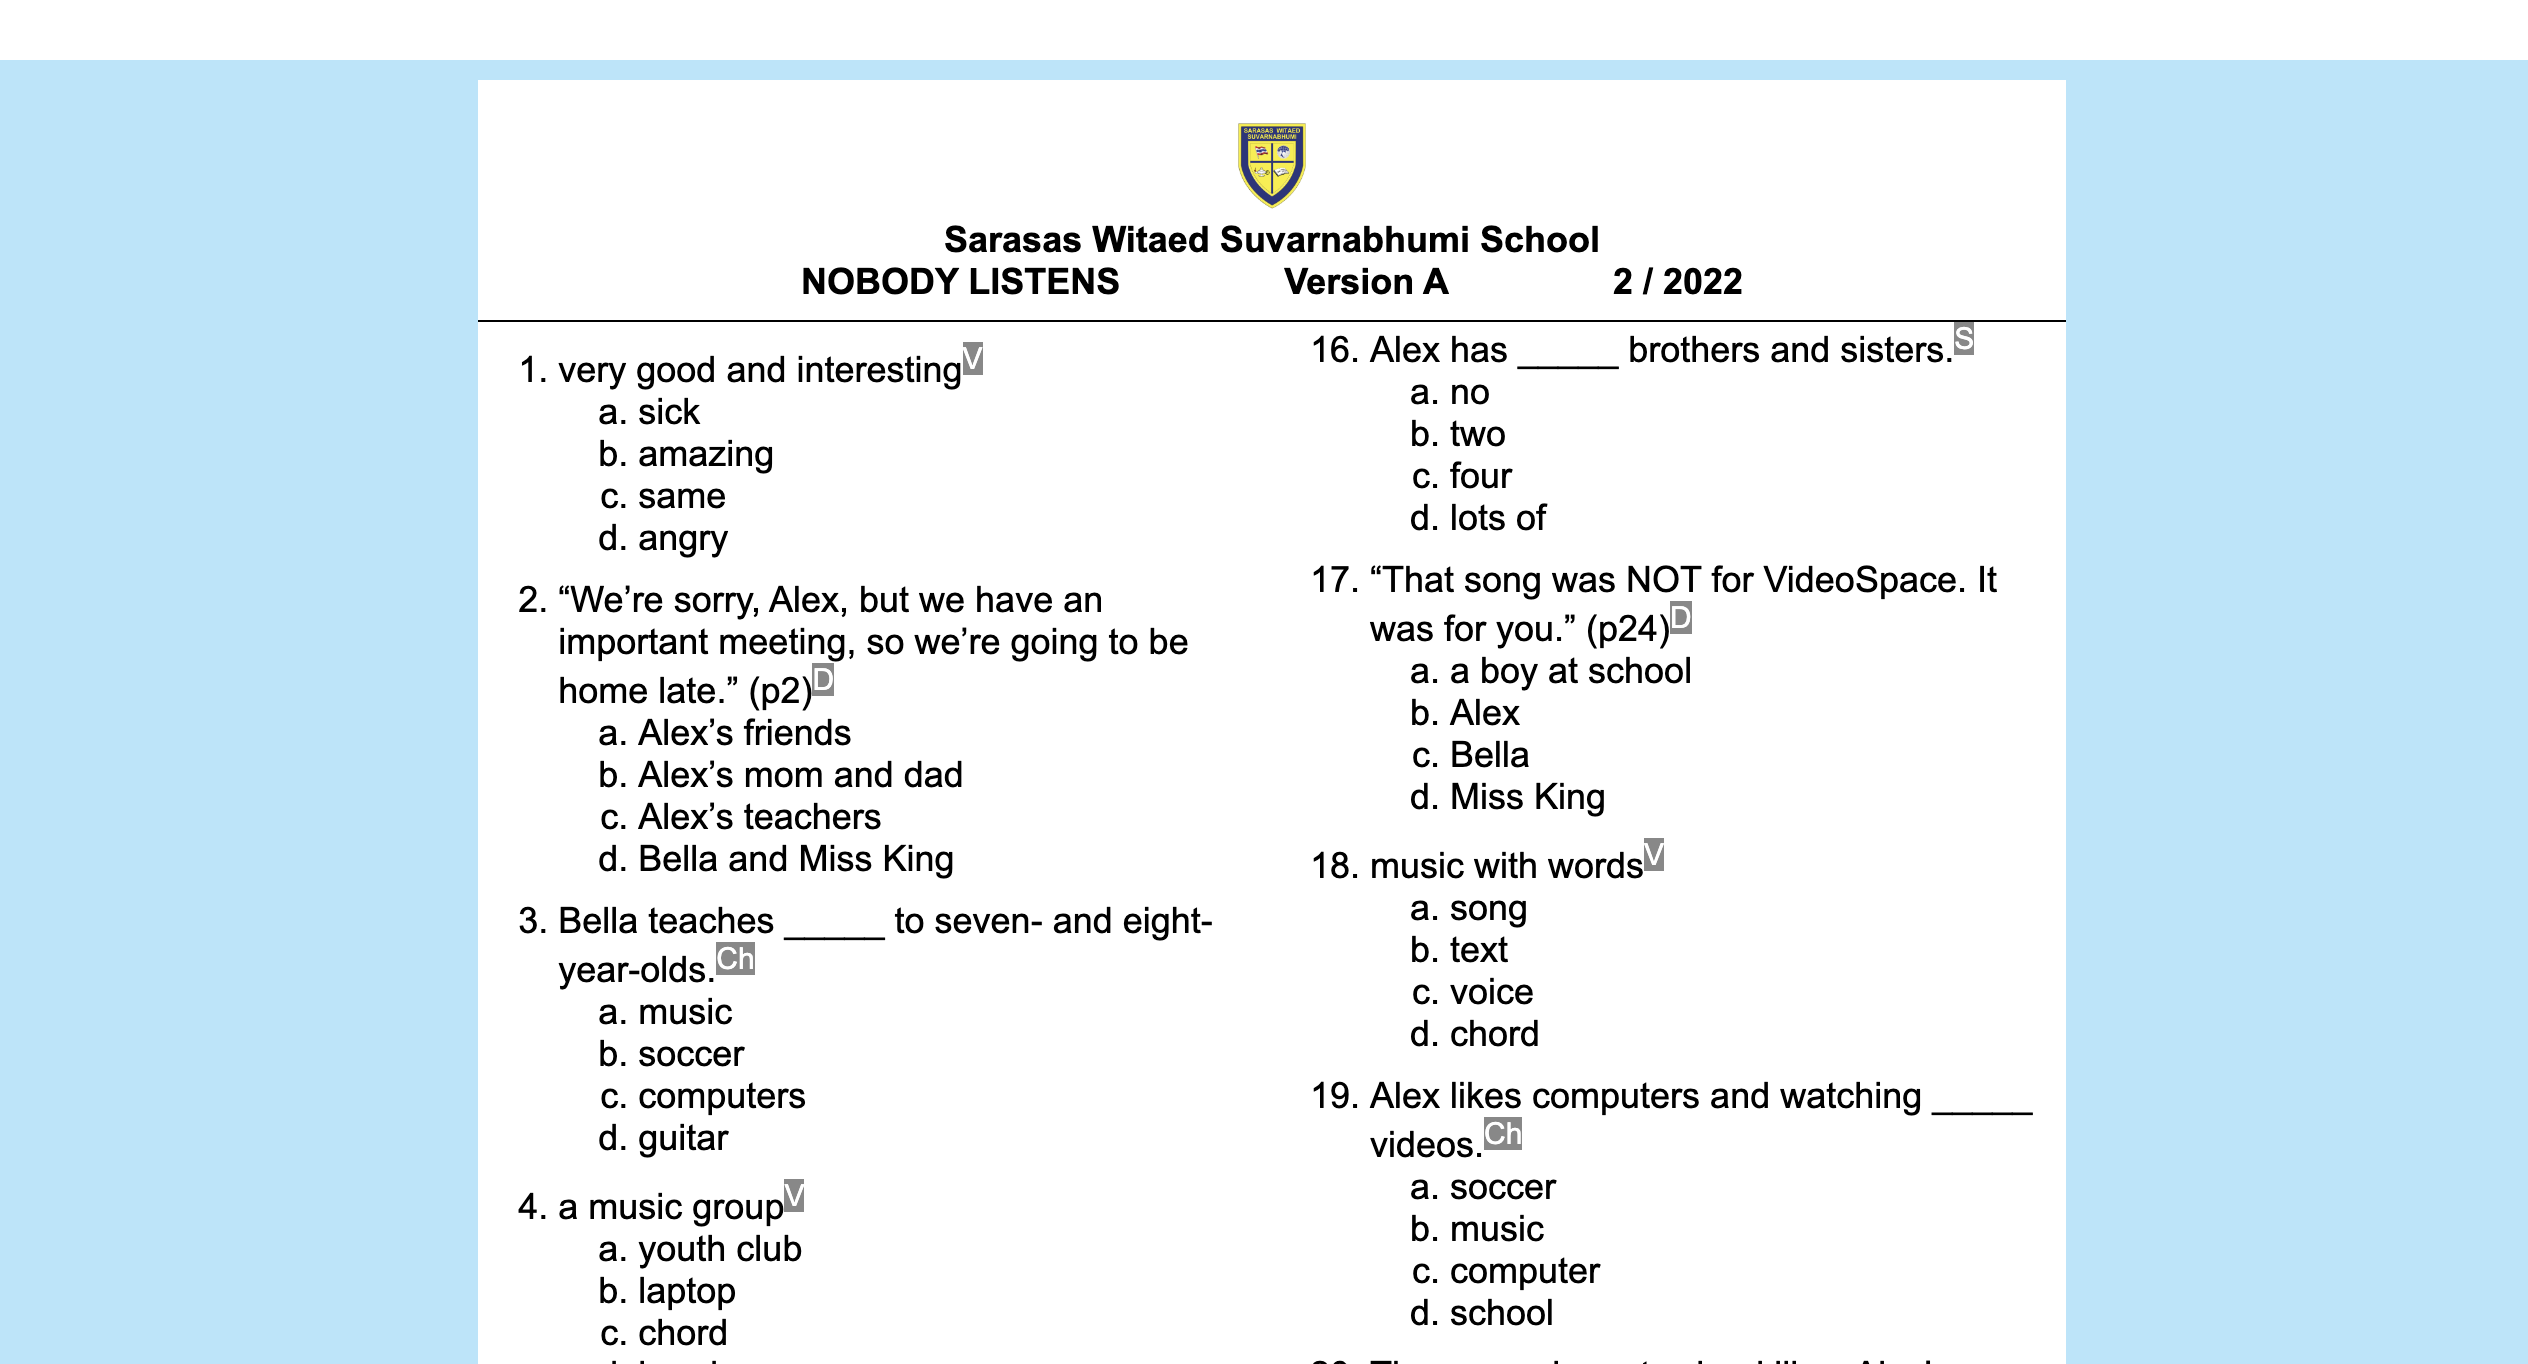 SARASAS WITAED
SUVARNABHUMI
Sarasas Witaed Suvarnabhumi School
NOBODY LISTENS Version A 2 / 2022
1. very good and interestingV
a. sick
b. amazing
c. same
d. angry
2. “We’re sorry, Alex, but we have an
important meeting, so we’re going to be
home late.” (p2)D
a. Alex’s friends
b. Alex’s mom and dad
c. Alex’s teachers
d. Bella and Miss King
3. Bella teaches _____ to seven- and eight-
year-olds.Ch
a. music
b. soccer
c. computers
d. guitar
4. a music groupV
a. youth club
b. laptop
c. chord
16. Alex has _____ brothers and sisters.S
a. no
b. two
c. four
d. lots of
17. “That song was NOT for VideoSpace. It
was for you.” (p24)D
a. a boy at school
b. Alex
c. Bella
d. Miss King
18. music with wordsV
a. song
b. text
c. voice
d. chord
19. Alex likes computers and watching _____
videos.Ch
a. soccer
b. music
c. computer
d. school